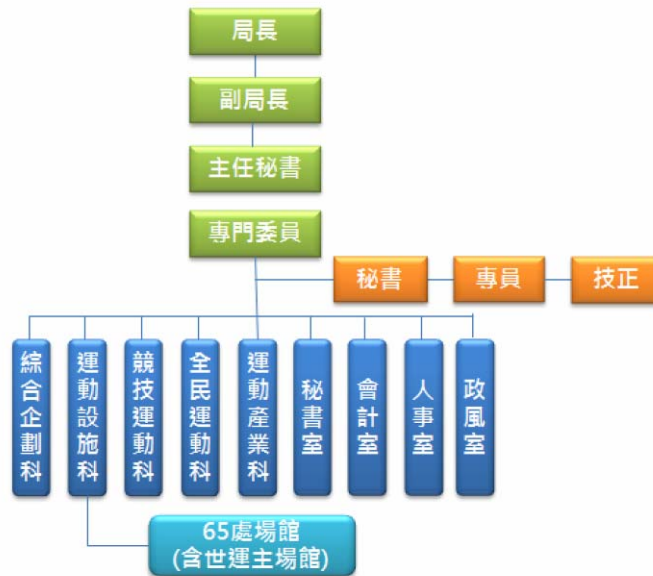 局長
副局長
主任秘書
專門委員
秘書
專員
技正
綜合企劃科
運動設施科
競技運動科
全民運動科
運動產業科
秘書室
會計室
人事室
政風室
65處場館
(含世運主場館)